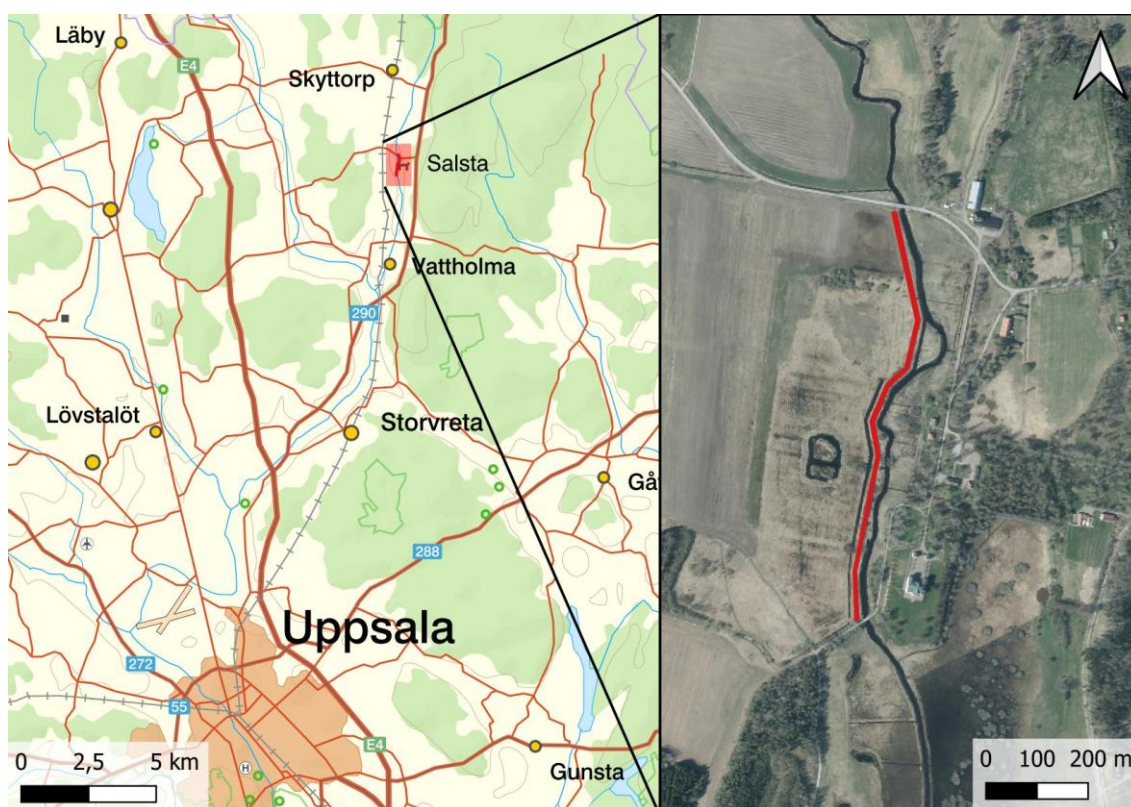 Läby
E4
Skyttorp
Salsta
Vattholma
290
Lövstalöt
Storvreta
288
Uppsala
272
55
E4
H
Gunsta
0 2,5 5 km
0 100 200 m